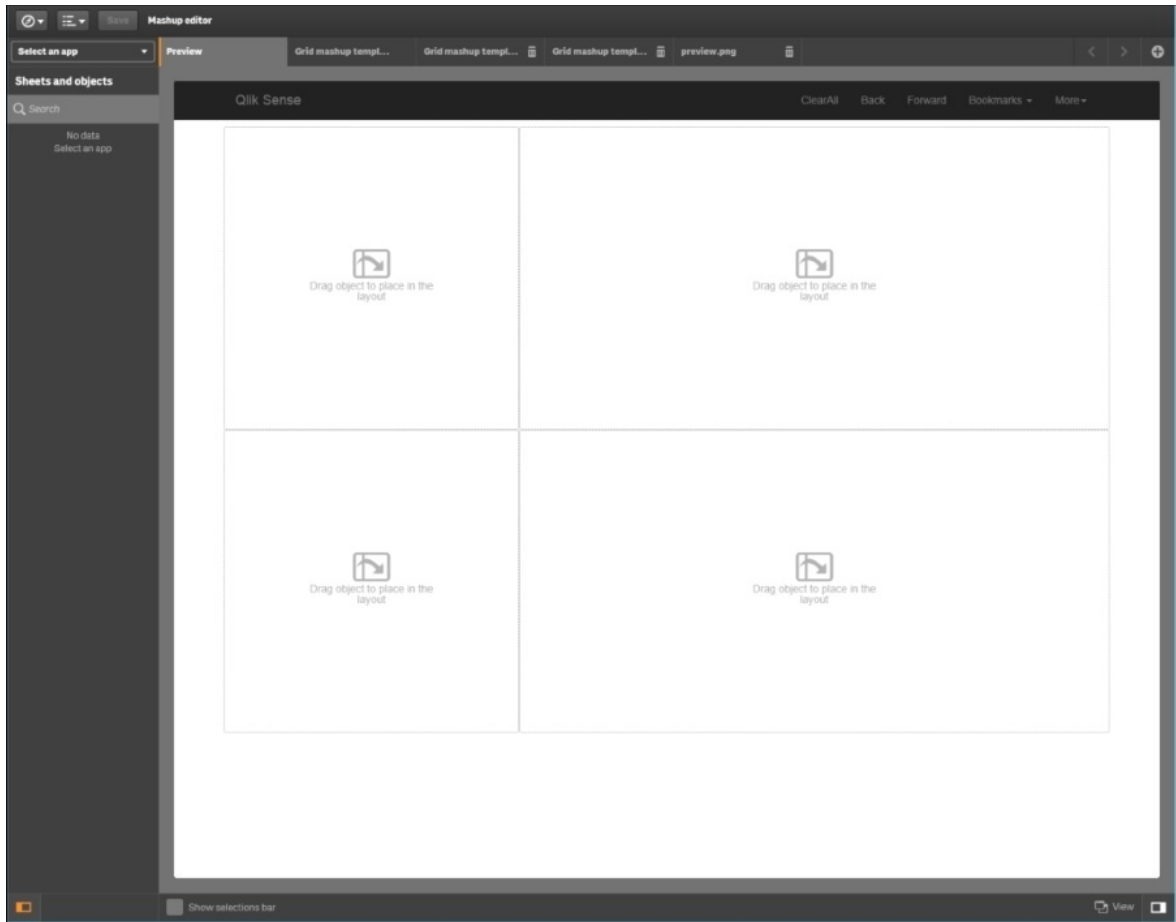 Save Mashup editor
Select an app
Preview Grid mashup templ... Grid mashup templ... Grid mashup templ... preview.png
Sheets and objects
Search
No data
Select an app
Qlik Sense ClearAll Back Forward Bookmarks More
Drag object to place in the
layout
Drag object to place in the
layout
Drag object to place in the
layout
Drag object to place in the
layout
Show selections bar View